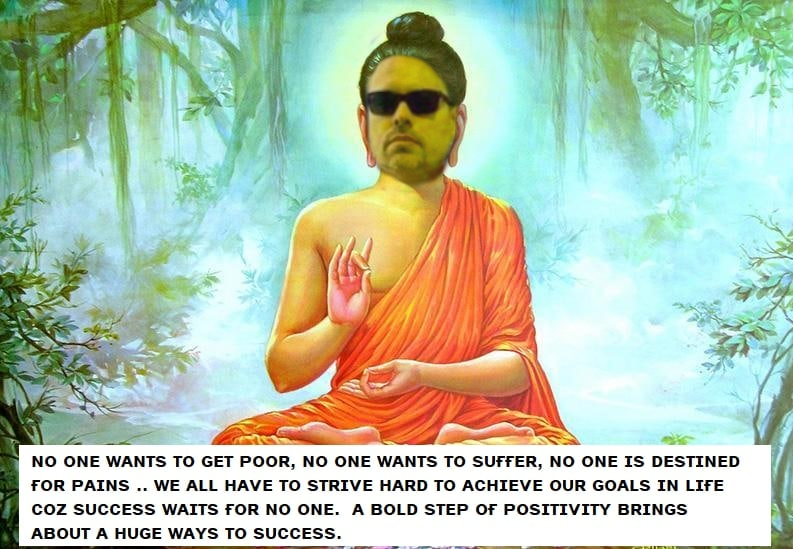 NO ONE WANTS TO GET POOR, NO ONE WANTS TO SUFFER, NO ONE IS DESTINED
FOR PAINS .. WE ALL HAVE TO STRIVE HARD TO ACHIEVE OUR GOALS IN LIFE
COZ SUCCESS WAITS FOR NO ONE.  A BOLD STEP OF POSITIVITY BRINGS
ABOUT A HUGE WAYS TO SUCCESS.